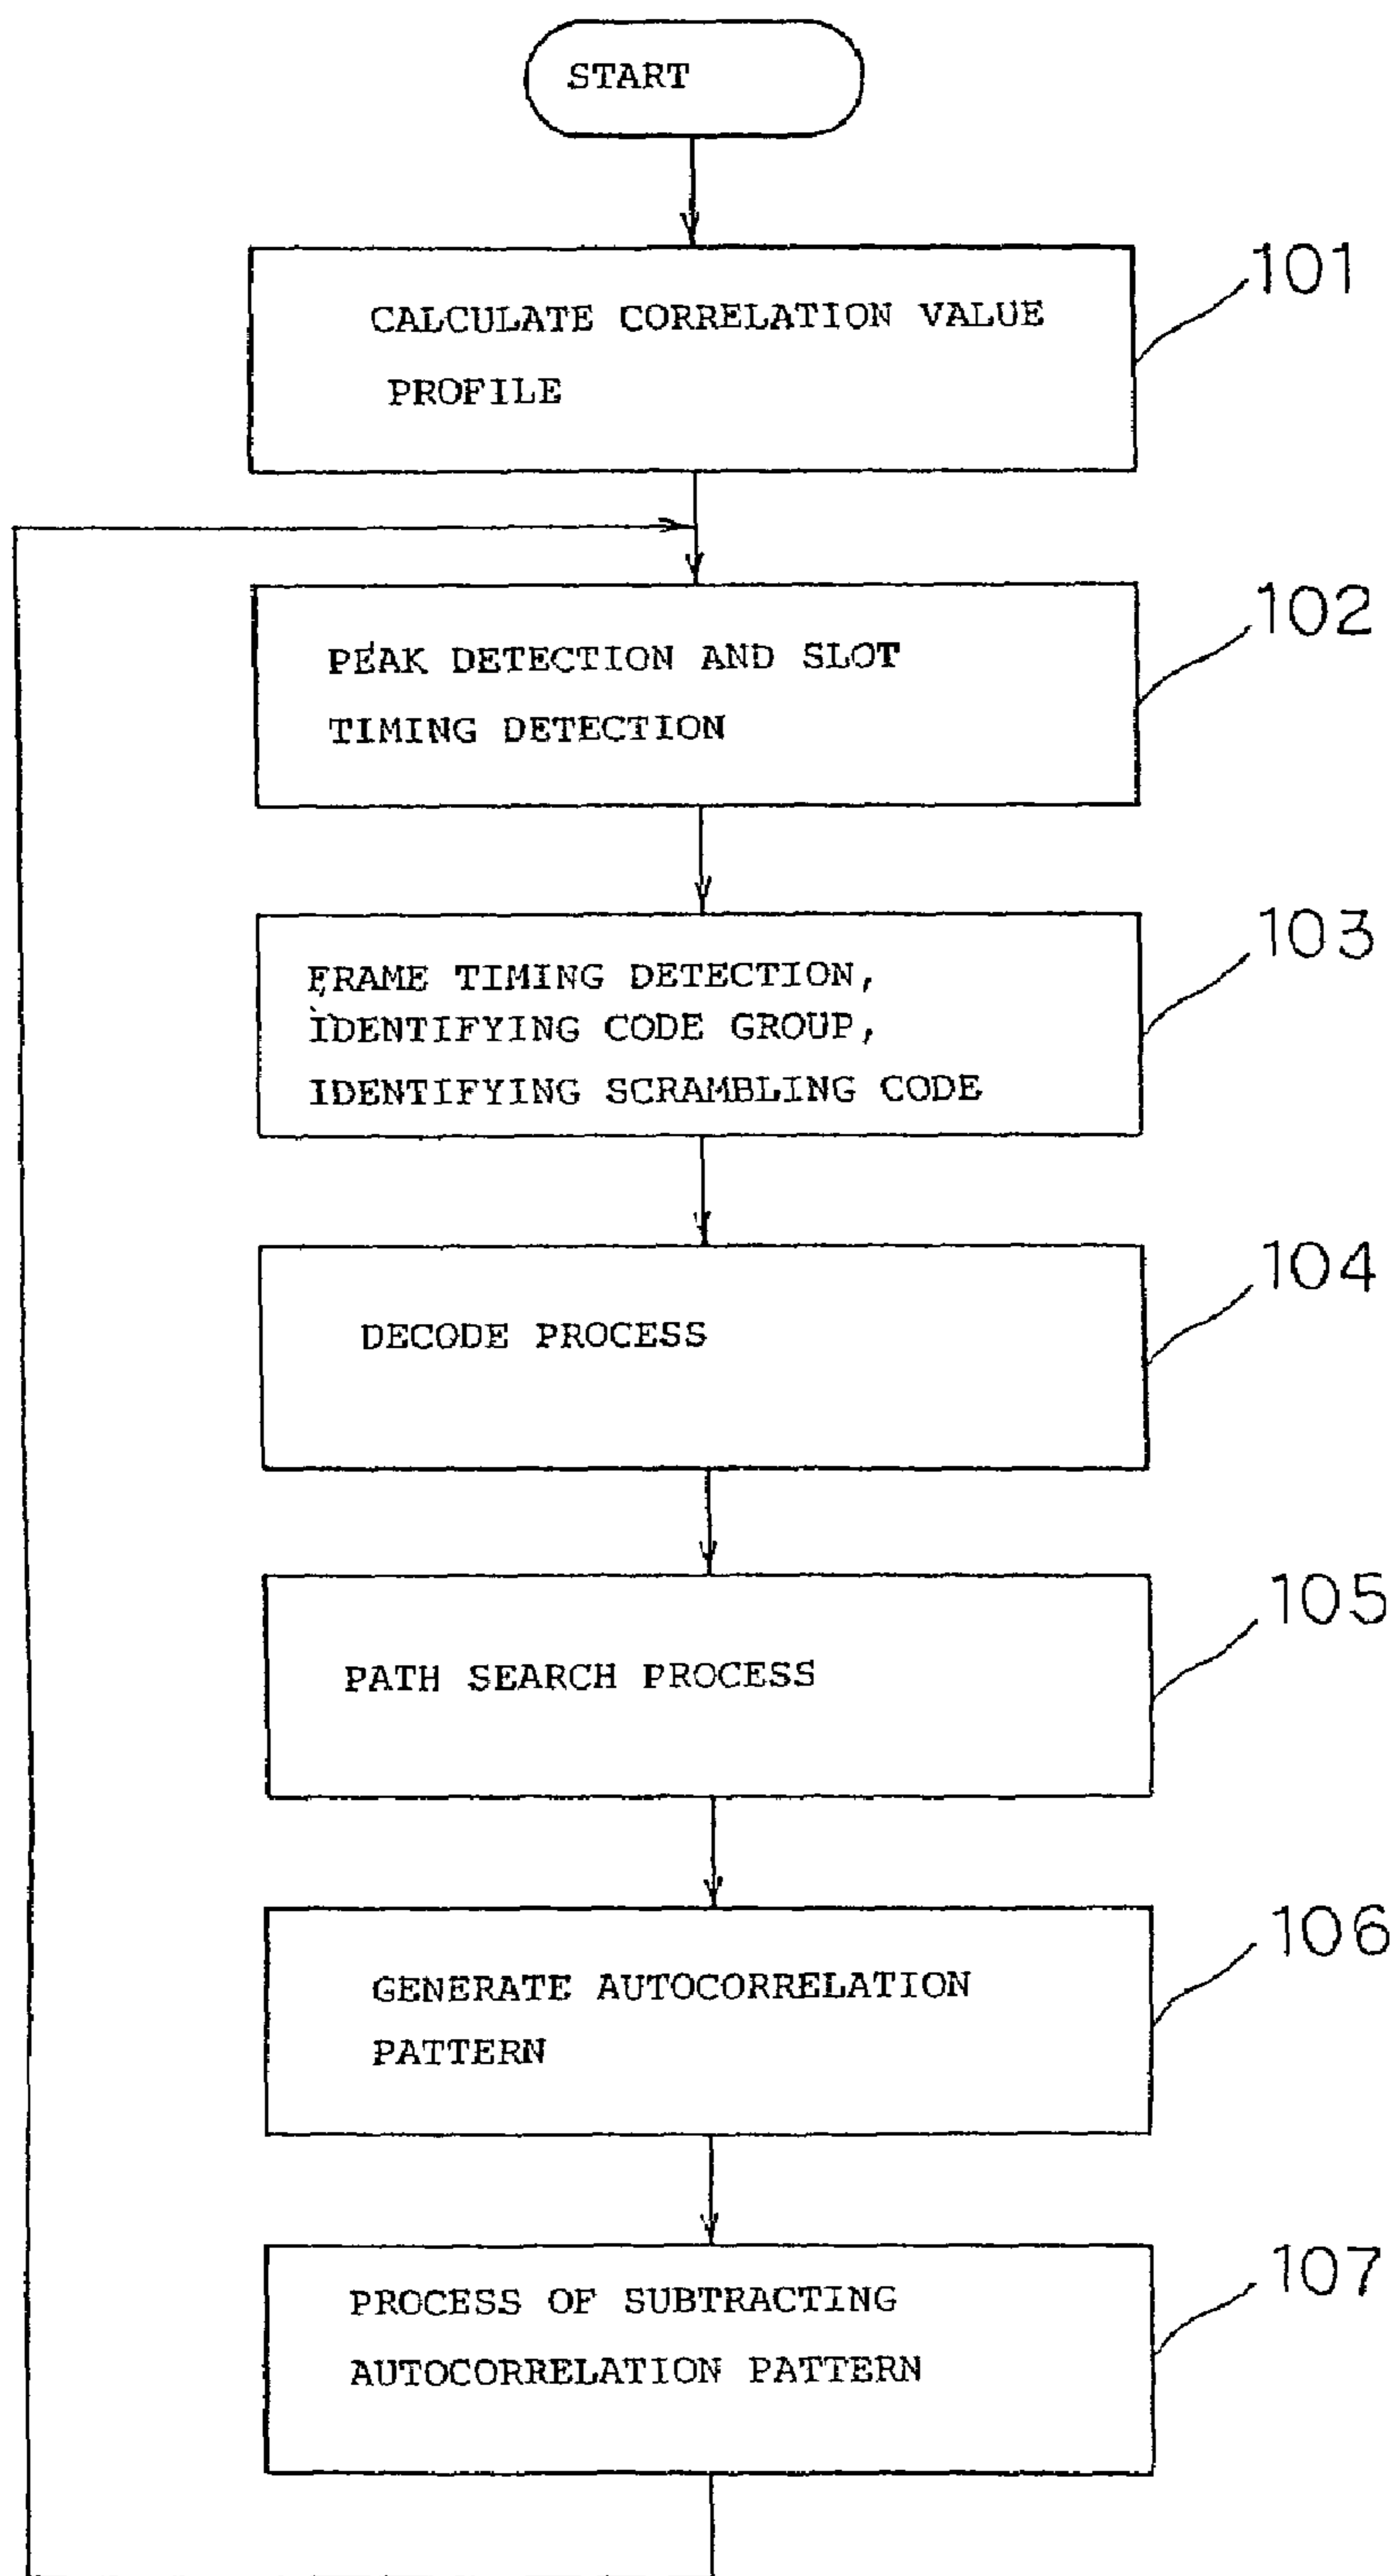 START
101
CALCULATE CORRELATION VALUE
PROFILE
102
PEAK DETECTION AND SLOT
TIMING DETECTION
103
FRAME TIMING DETECTION,
IDENTIFYING CODE GROUP,
IDENTIFYING SCRAMBLING CODE
104
DECODE PROCESS
105
PATH SEARCH PROCESS
106
GENERATE AUTOCORRELATION
PATTERN
107
PROCESS OF SUBTRACTING
AUTOCORRELATION PATTERN